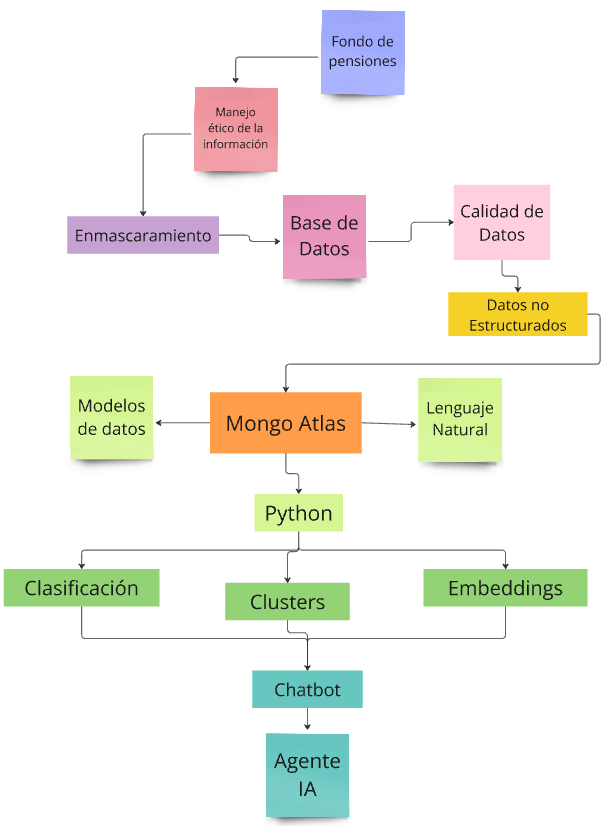 Fondo de
pensiones
Manejo
ético de la
información
Enmascaramiento
Base de
Datos
Calidad de
Datos
Datos no
Estructurados
Modelos
de datos
Mongo Atlas
Lenguaje
Natural
Python
Clasificación
Clusters
Embeddings
Chatbot
Agente
IA